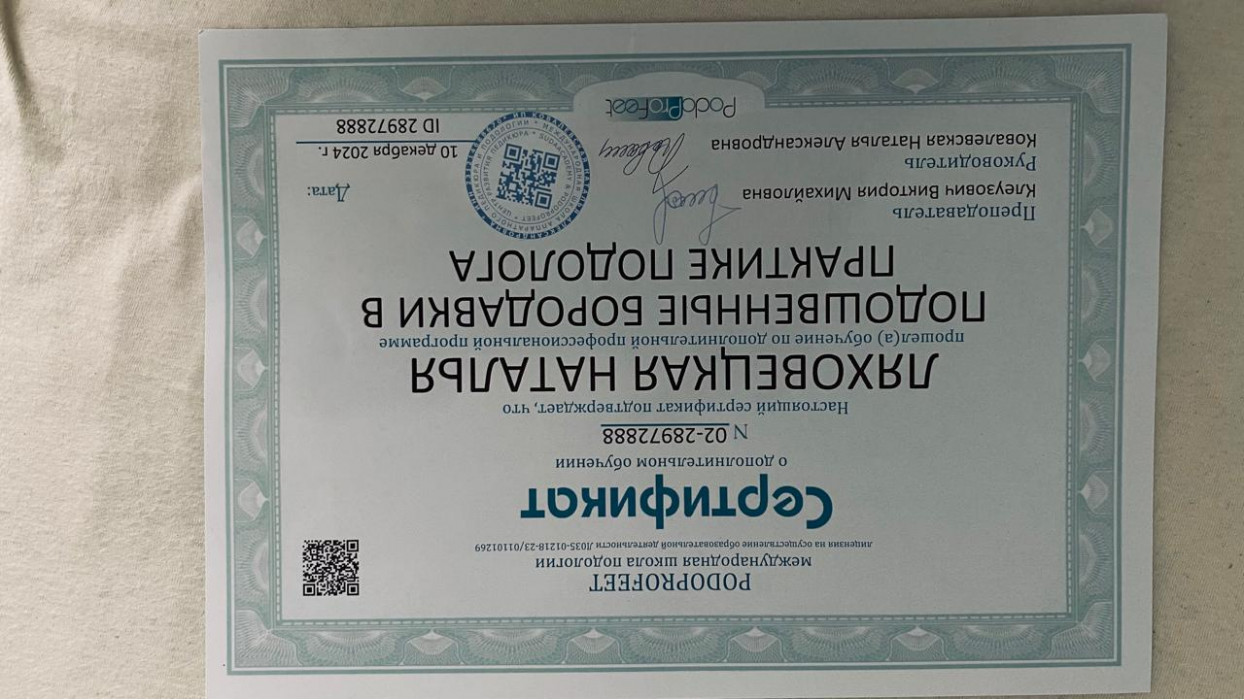 PODOPROFEET
международная школа подологии
лицензия на осуществление образовательной деятельности Л035-01218-23/01101269
Сертификат
о дополнительном обучении
N 02-28972888
Настоящий сертификат подтверждает, что
ЛЯХОВЕЦКАЯ НАТАЛЬЯ
прошел(а) обучение по дополнительной профессиональной программе
ПОДОШВЕННЫЕ БОРОДАВКИ В
ПРАКТИКЕ ПОДОЛОГА
Преподаватель
Клеузович Виктория Михайловна
Руководитель
Ковалевская Наталья Александровна
Дата:
10 декабря 2024 г.
ID 28972888
PodoProFeet